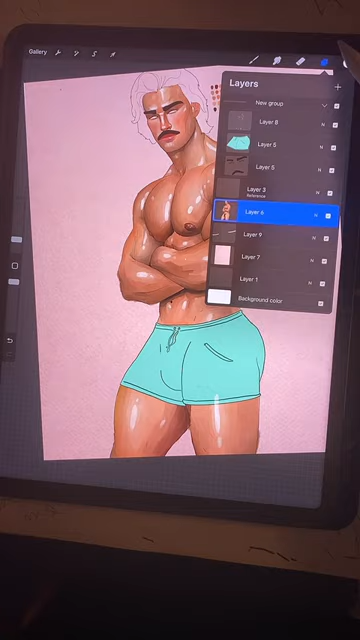 Gallery
Layers
New group
Layer 8
N
Layer 5
N
Layer 5
N
Layer 3
N
Reference
Layer 6
N
Layer 9
N
Layer 7
N
Layer 1
N
Background color